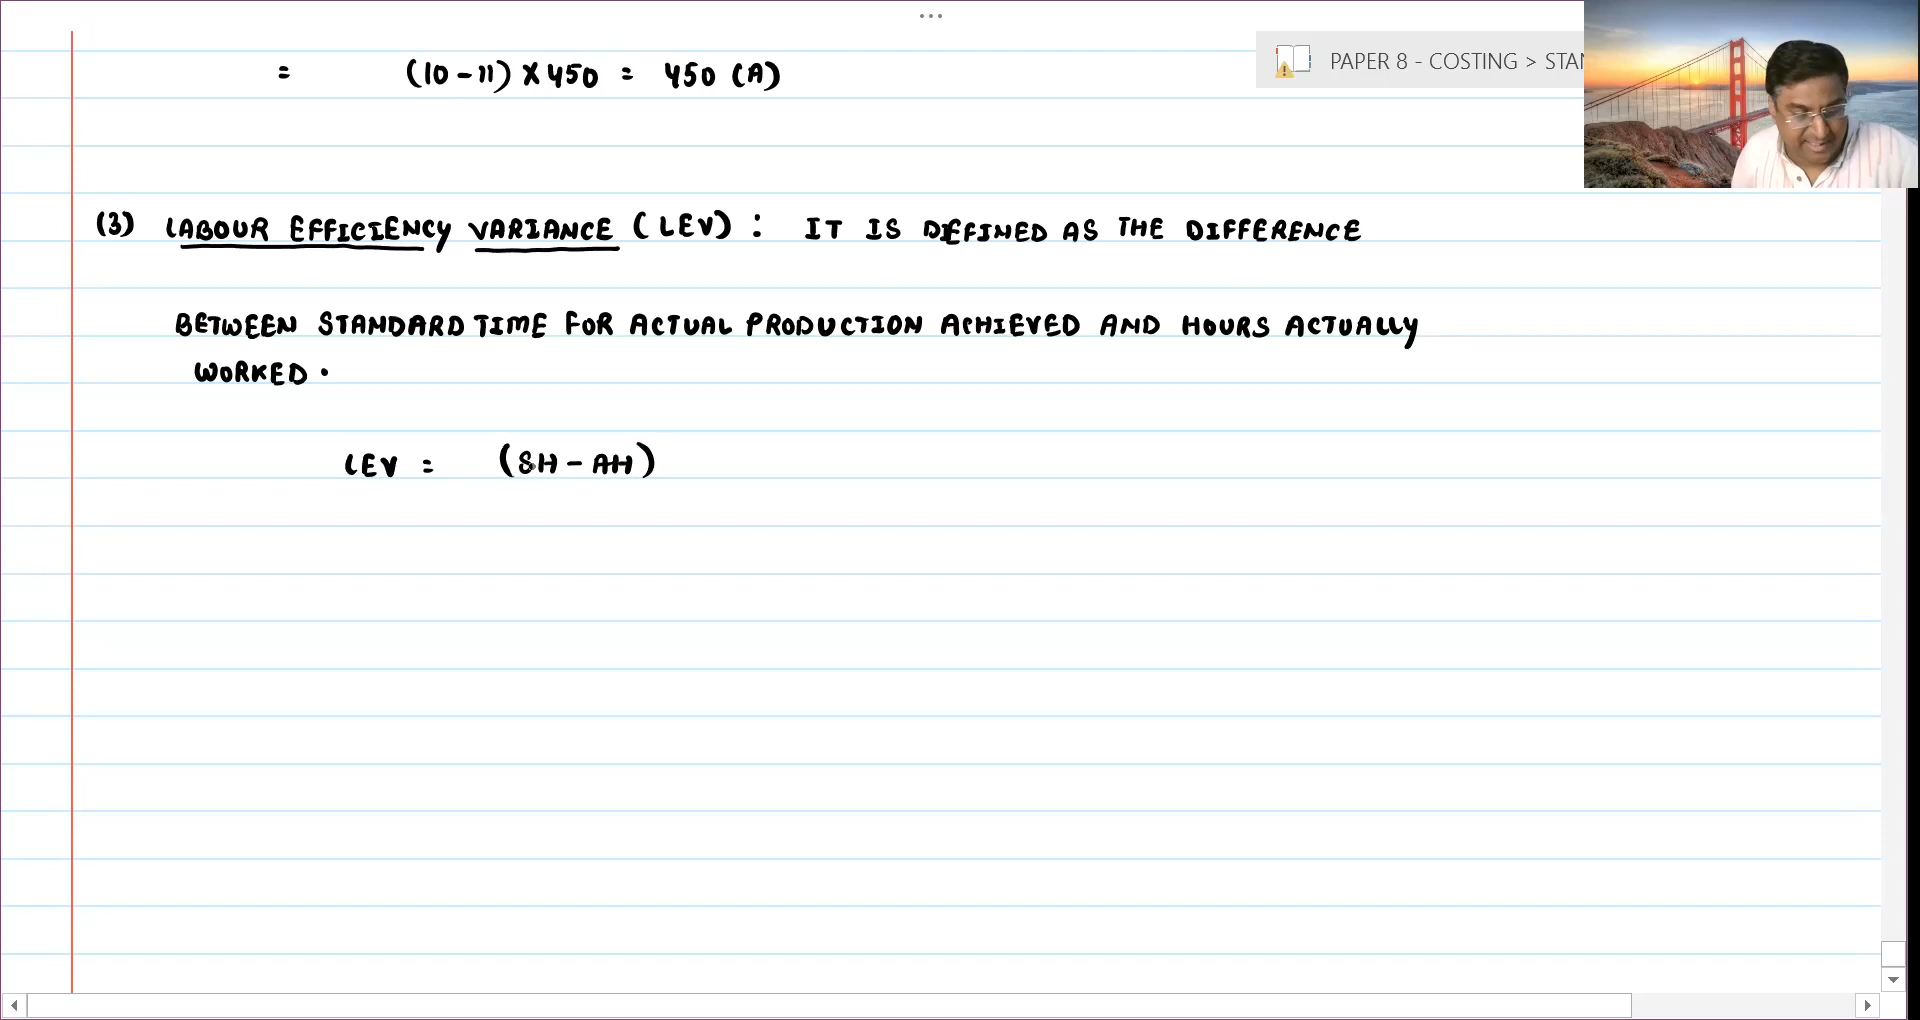 = (10-11) X 450 = 450 (A)
PAPER 8 - COSTING > STAN
(3) LABOUR EFFICIENCY VARIANCE (LEV) : IT IS DEFINED AS THE DIFFERENCE
BETWEEN STANDARD TIME FOR ACTUAL PRODUCTION ACHIEVED AND HOURS ACTUALLY
WORKED.
LEV = (SH - AH)